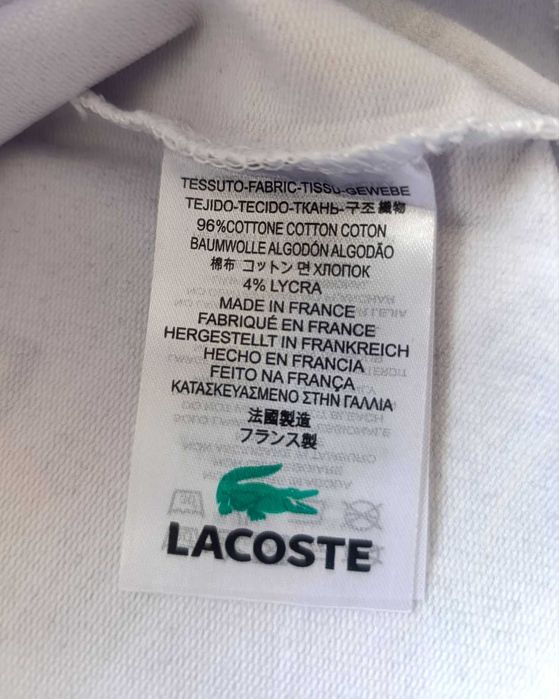 TESSUTO-FABRIC-TISSU-GEWEBE
TEJIDO-TECIDO-ТКАНЬ-구조 織物
96%COTTONE COTTON COTON
BAUMWOLLE ALGODÓN ALGODÃO
棉布 コットン 면 ХЛОПОК
4% LYCRA
MADE IN FRANCE
FABRIQUÉ EN FRANCE
HERGESTELLT IN FRANKREICH
HECHO EN FRANCIA
FEITO NA FRANÇA
ΚΑΤΑΣΚΕΥΑΣΜΕΝΟ ΣΤΗΝ ΓΑΛΛΙΑ
法國製造
フランス製
LACOSTE